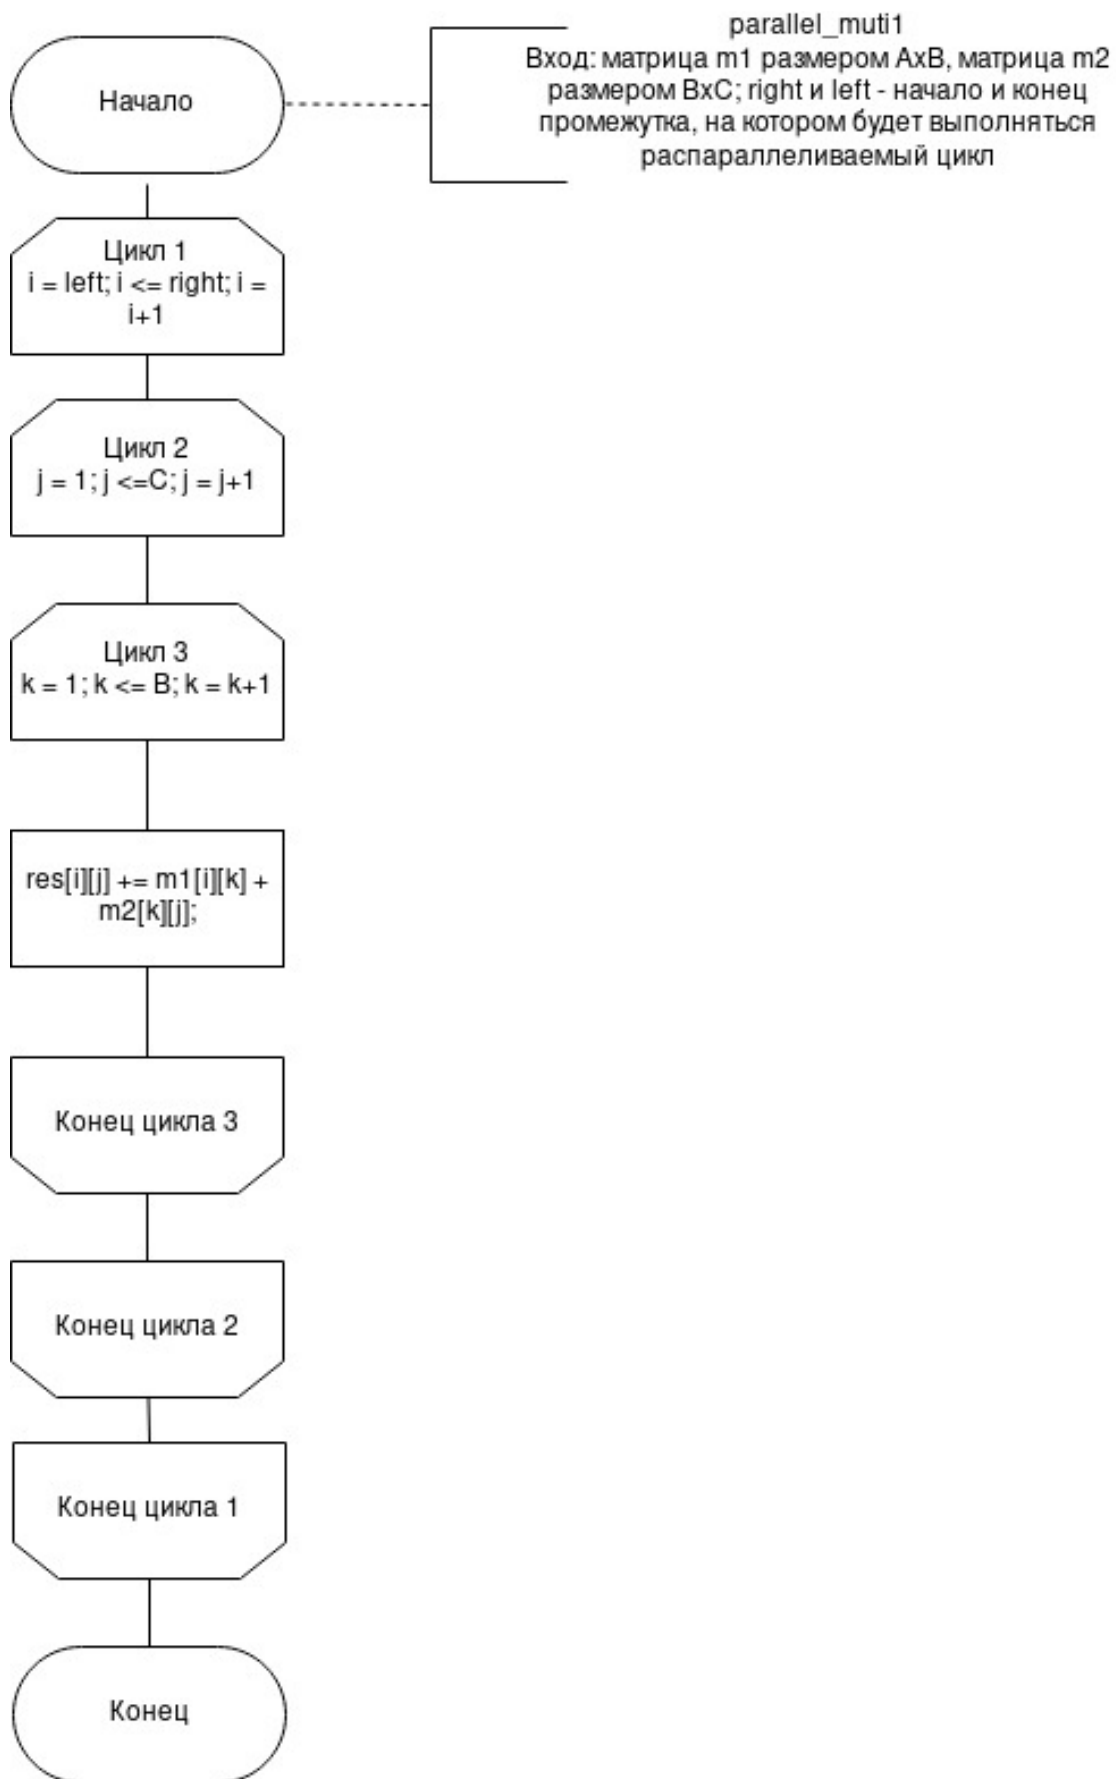 Начало
parallel_muti1
Вход: матрица m1 размером AxB, матрица m2
размером BxC; right и left - начало и конец
промежутка, на котором будет выполняться
распараллеливаемый цикл
Цикл 1
i = left; i <= right; i =
i+1
Цикл 2
j = 1; j <=C; j = j+1
Цикл 3
k = 1; k <= B; k = k+1
res[i][j] += m1[i][k] +
m2[k][j];
Конец цикла 3
Конец цикла 2
Конец цикла 1
Конец